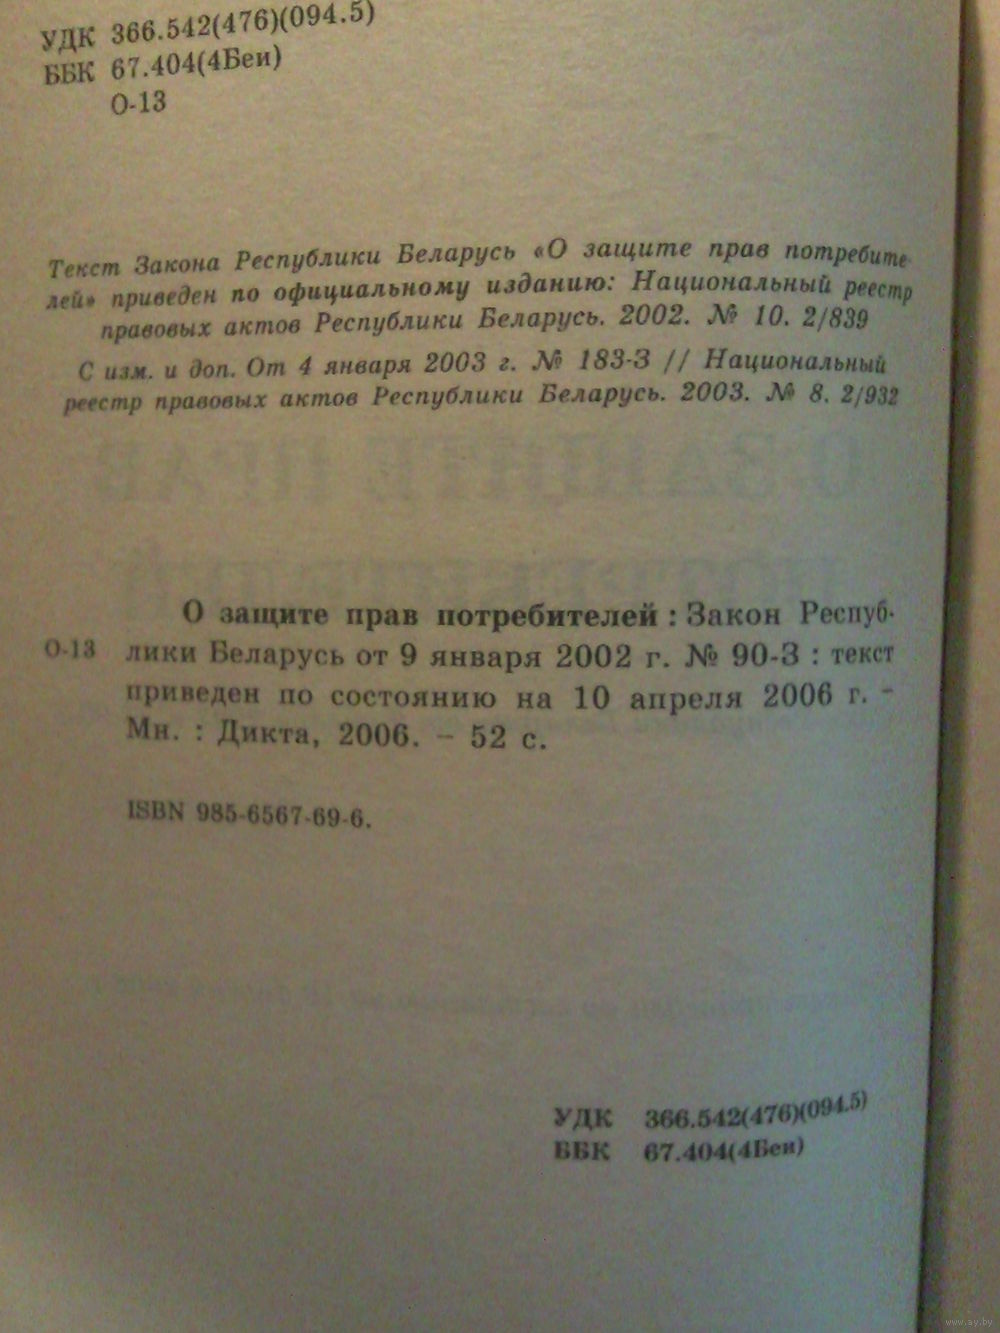 УДК 366.542(476)(094.5)
ББК 67.404(4Беи)
О-13
Текст Закона Республики Беларусь «О защите прав потребите
лей» приведен по официальному изданию: Национальный реестр
правовых актов Республики Беларусь. 2002. № 10. 2/839
С изм. и доп. От 4 января 2003 г. № 183-З // Национальный
реестр правовых актов Республики Беларусь. 2003. № 8. 2/932
О защите прав потребителей : Закон Респуб-
О-13 лики Беларусь от 9 января 2002 г. № 90-З : текст
приведен по состоянию на 10 апреля 2006 г. –
Мн. : Дикта, 2006. – 52 с.
ISBN 985-6567-69-6.
УДК 366.542(476)(094.5)
ББК 67.404(4Беи)
www.ay.by